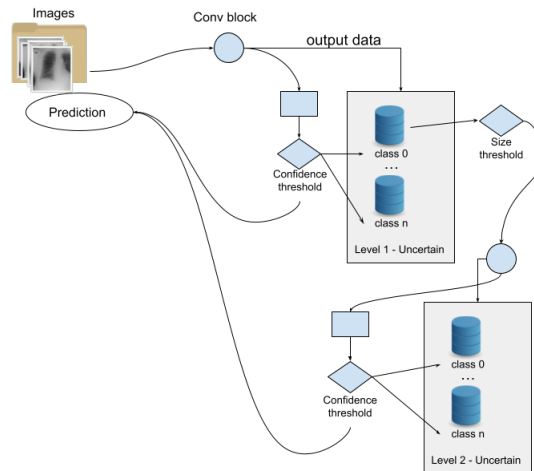 Images
Conv block
output data
Prediction
class 0
...
class n
Level 1 - Uncertain
Confidence
threshold
Size
threshold
Confidence
threshold
class 0
...
class n
Level 2 - Uncertain